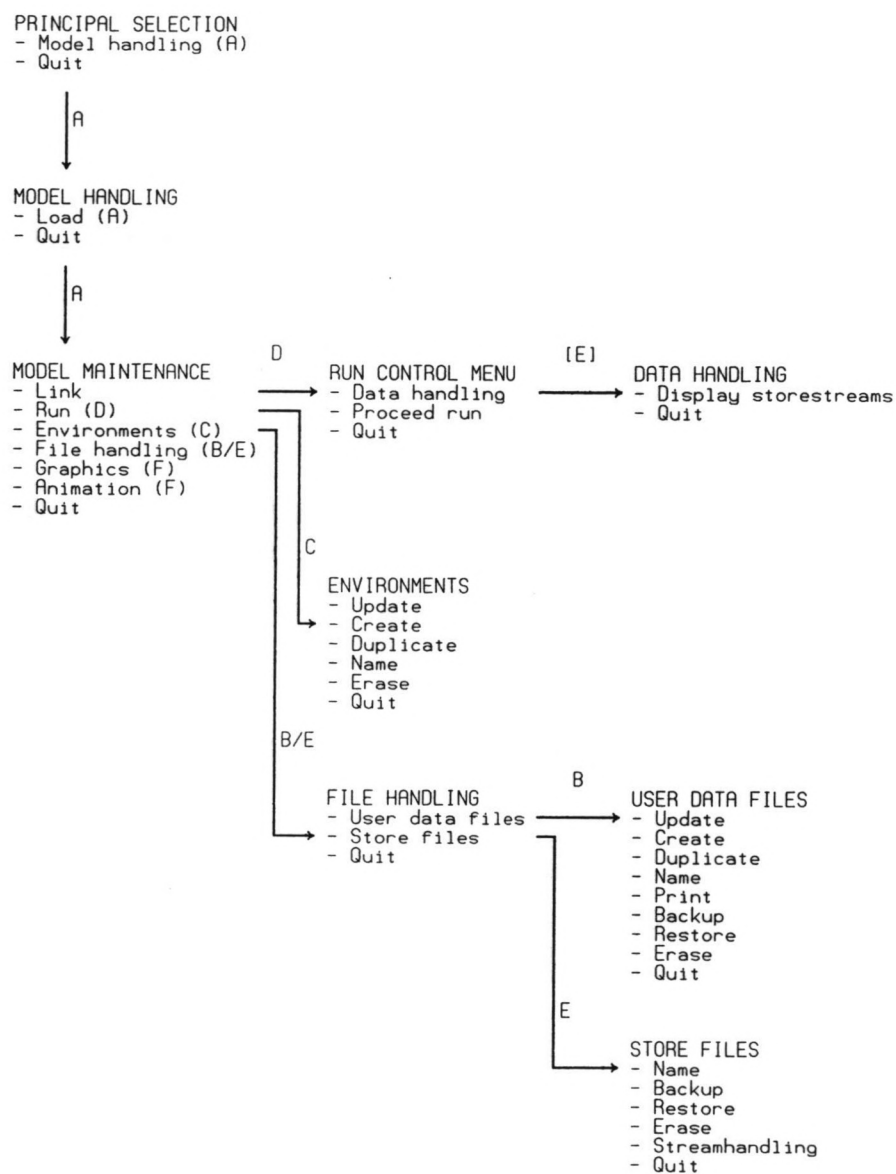 PRINCIPAL SELECTION
- Model handling (A)
- Quit
A
MODEL HANDLING
- Load (A)
- Quit
A
MODEL MAINTENANCE
- Link
- Run (D)
- Environments (C)
- File handling (B/E)
- Graphics (F)
- Animation (F)
- Quit
D
RUN CONTROL MENU
- Data handling
- Proceed run
- Quit
[E]
DATA HANDLING
- Display storestreams
- Quit
C
ENVIRONMENTS
- Update
- Create
- Duplicate
- Name
- Erase
- Quit
B/E
FILE HANDLING
- User data files
- Store files
- Quit
B
USER DATA FILES
- Update
- Create
- Duplicate
- Name
- Print
- Backup
- Restore
- Erase
- Quit
E
STORE FILES
- Name
- Backup
- Restore
- Erase
- Streamhandling
- Quit